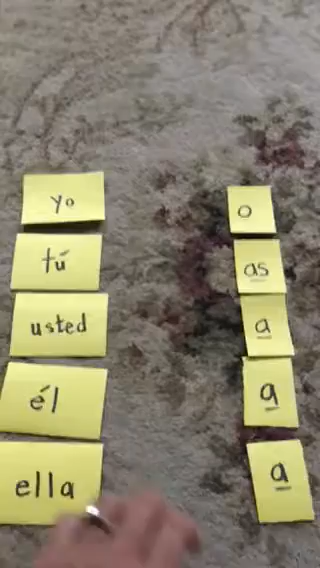 yo o
tú as
usted a
él a
ella a